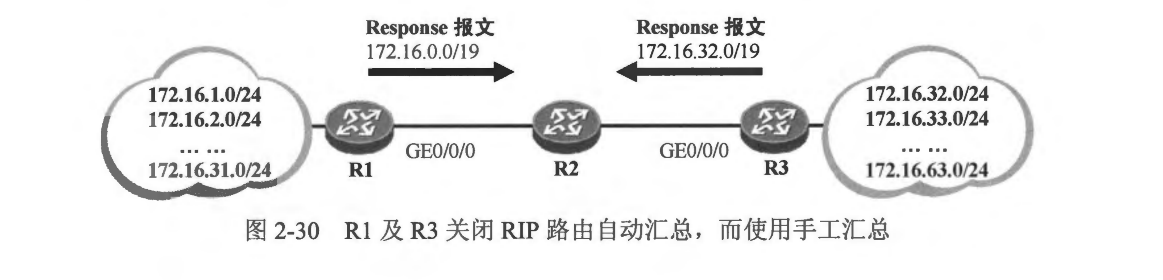 Response 报文
172.16.0.0/19
Response 报文
172.16.32.0/19
172.16.1.0/24
172.16.2.0/24
... ...
172.16.31.0/24
R1
GE0/0/0
R2
GE0/0/0
R3
172.16.32.0/24
172.16.33.0/24
... ...
172.16.63.0/24
图 2-30 R1 及 R3 关闭 RIP 路由自动汇总，而使用手工汇总